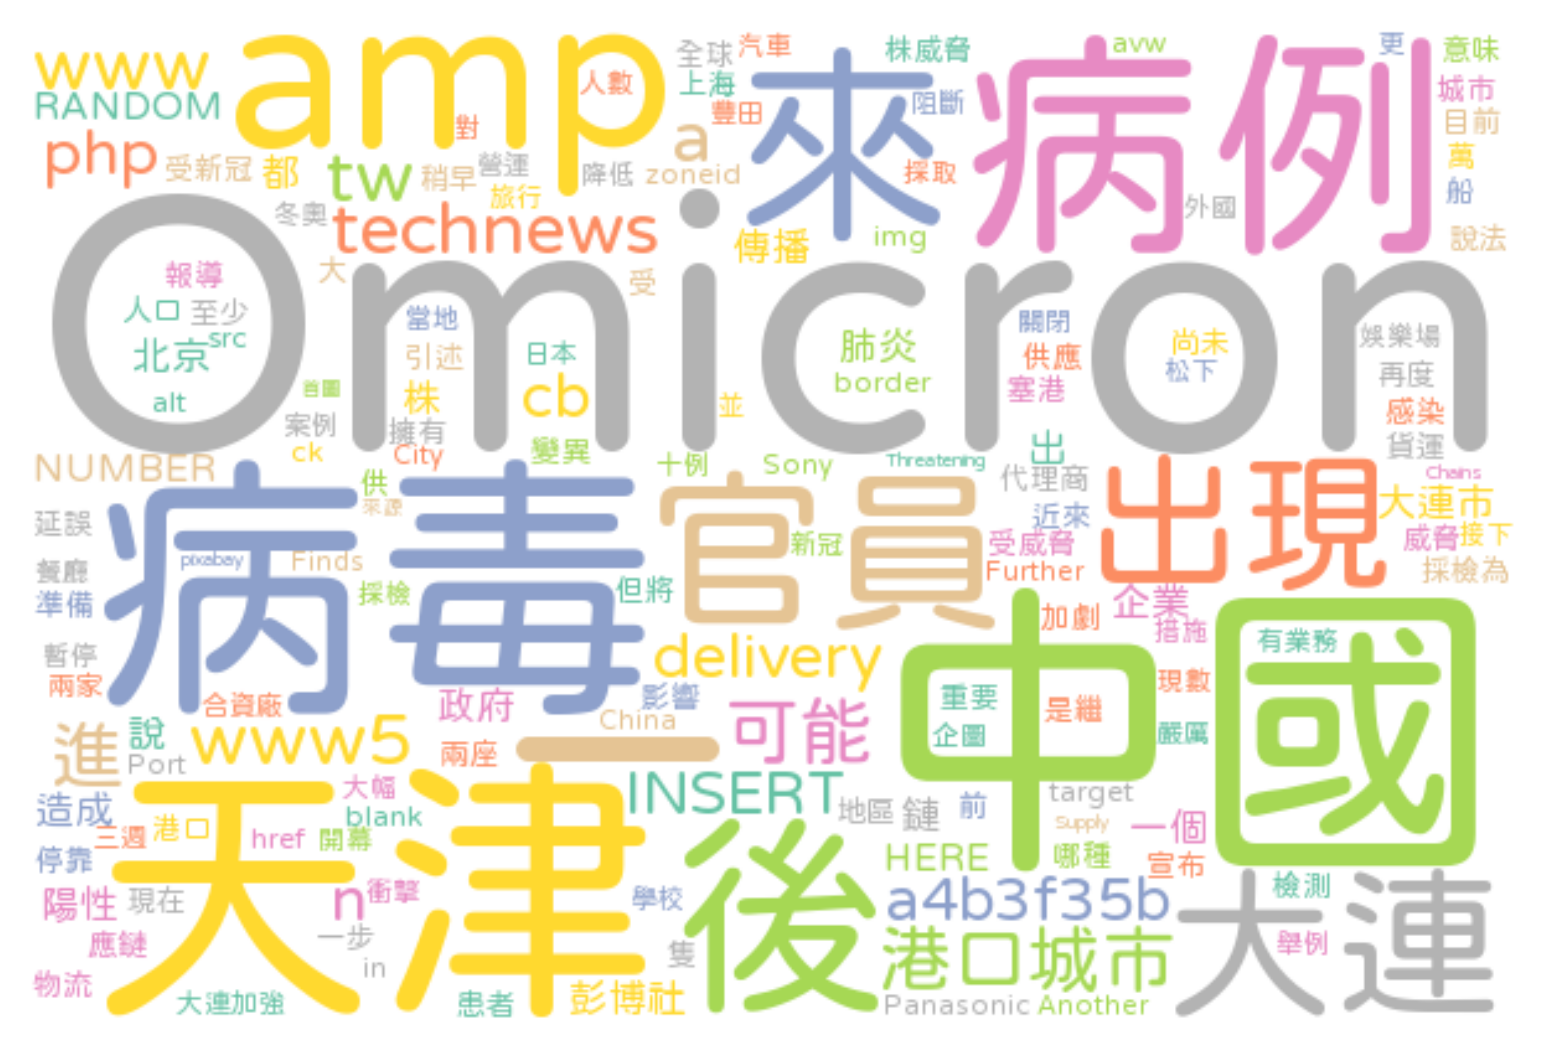 www
amp
全球
汽車
株威脅
avw
更
意味
RANDOM
人數
上海
豐田
來
阻斷
病例
城市
php
對
a
目前
受新冠
都
tw
稍早
營運
旅行
降低
zoneid
採取
萬
船
冬奧
technews
傳播
img
外國
說法
Omicron
報導
大
受
人口
至少
北京
src
alt
當地
引述
日本
首圖
株
cb
並
案例
擁有
ck
City
變異
肺炎
border
關閉
供應
塞港
尚未
松下
娛樂場
再度
感染
貨運
NUMBER
供
來源
十例
Sony
Threatening
出
代理商
近來
Chains
延誤
病毒
官員
出現
大連市
pixabay
Finds
新冠
受威脅
威脅
接下
餐廳
準備
採檢
但將
Further
採檢為
企業
加劇
措施
中國
有業務
暫停
兩家
delivery
合資廠
政府
影響
China
可能
重要
是繼
現數
企圖
嚴厲
進
說
Port
www5
兩座
一
INSERT
target
造成
三週
港口
大幅
blank
href
開幕
天津
地區
鏈
前
Supply
一個
停靠
後
HERE
哪種
宣布
陽性
現在
n
衝擊
學校
a4b3f35b
大連
檢測
應鏈
一步
in
隻
港口城市
舉例
物流
大連加強
患者
彭博社
Panasonic
Another